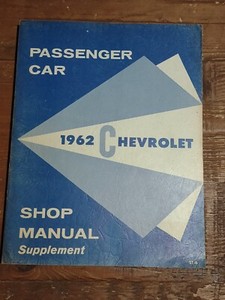 PASSENGER
CAR
1962 CHEVROLET
SHOP
MANUAL
Supplement